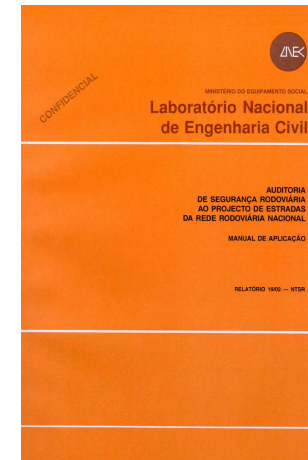 LNEC
CONFIDENCIAL
MINISTÉRIO DO EQUIPAMENTO SOCIAL
Laboratório Nacional
de Engenharia Civil
AUDITORIA
DE SEGURANÇA RODOVIÁRIA
AO PROJECTO DE ESTRADAS
DA REDE RODOVIÁRIA NACIONAL
MANUAL DE APLICAÇÃO
RELATÓRIO 19/02 — NTSR